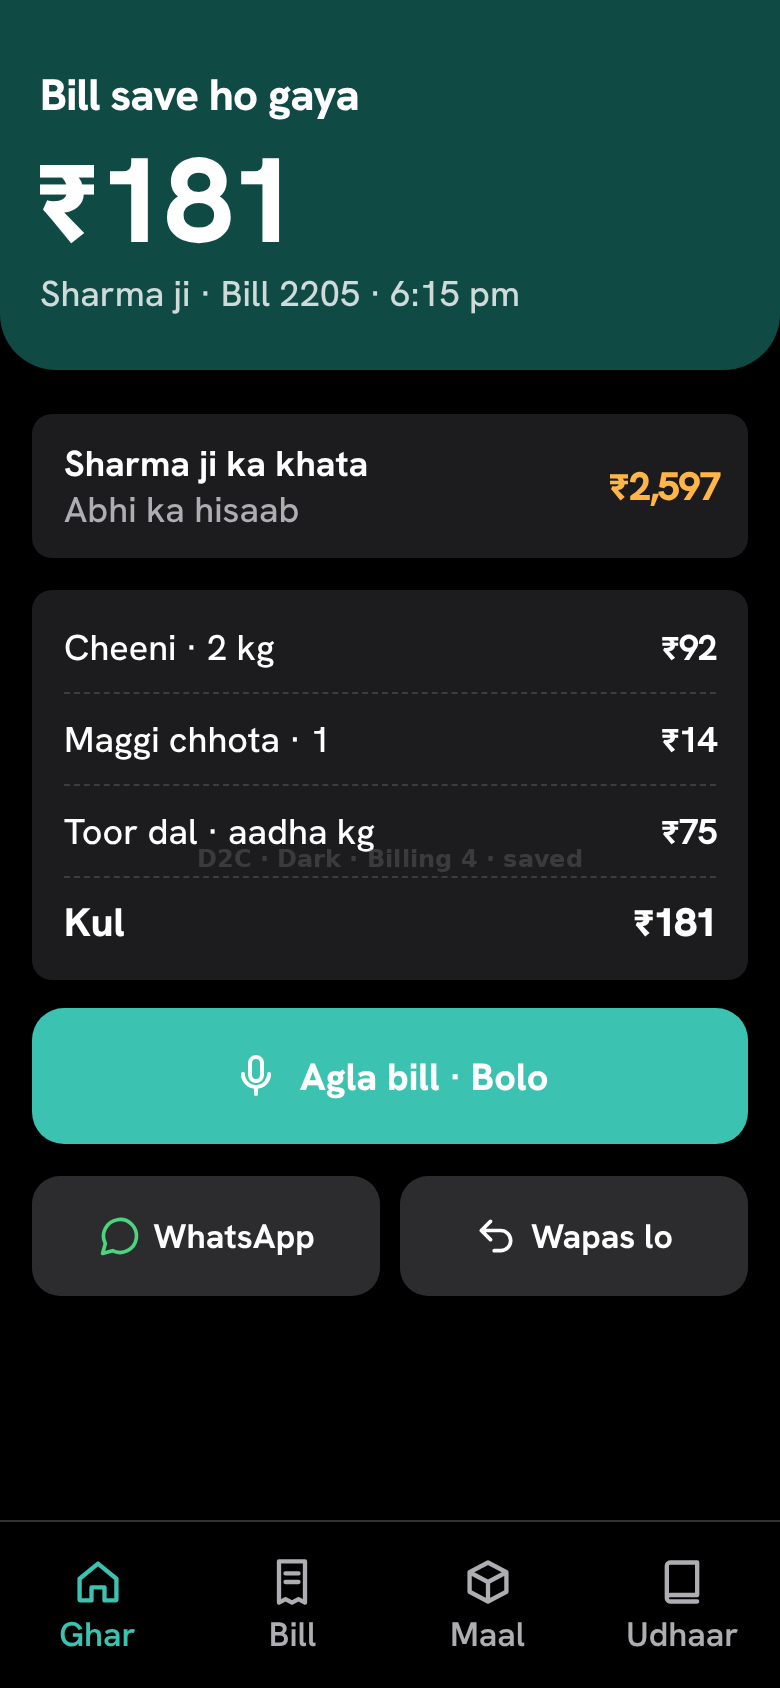 Bill save ho gaya
₹181
Sharma ji · Bill 2205 · 6:15 pm
Sharma ji ka khata
₹2,597
Abhi ka hisaab
Cheeni · 2 kg ₹92
Maggi chhota · 1 ₹14
Toor dal · aadha kg ₹75
D2C · Dark · Billing 4 · saved
Kul ₹181
Agla bill · Bolo
WhatsApp Wapas lo
Ghar Bill Maal Udhaar